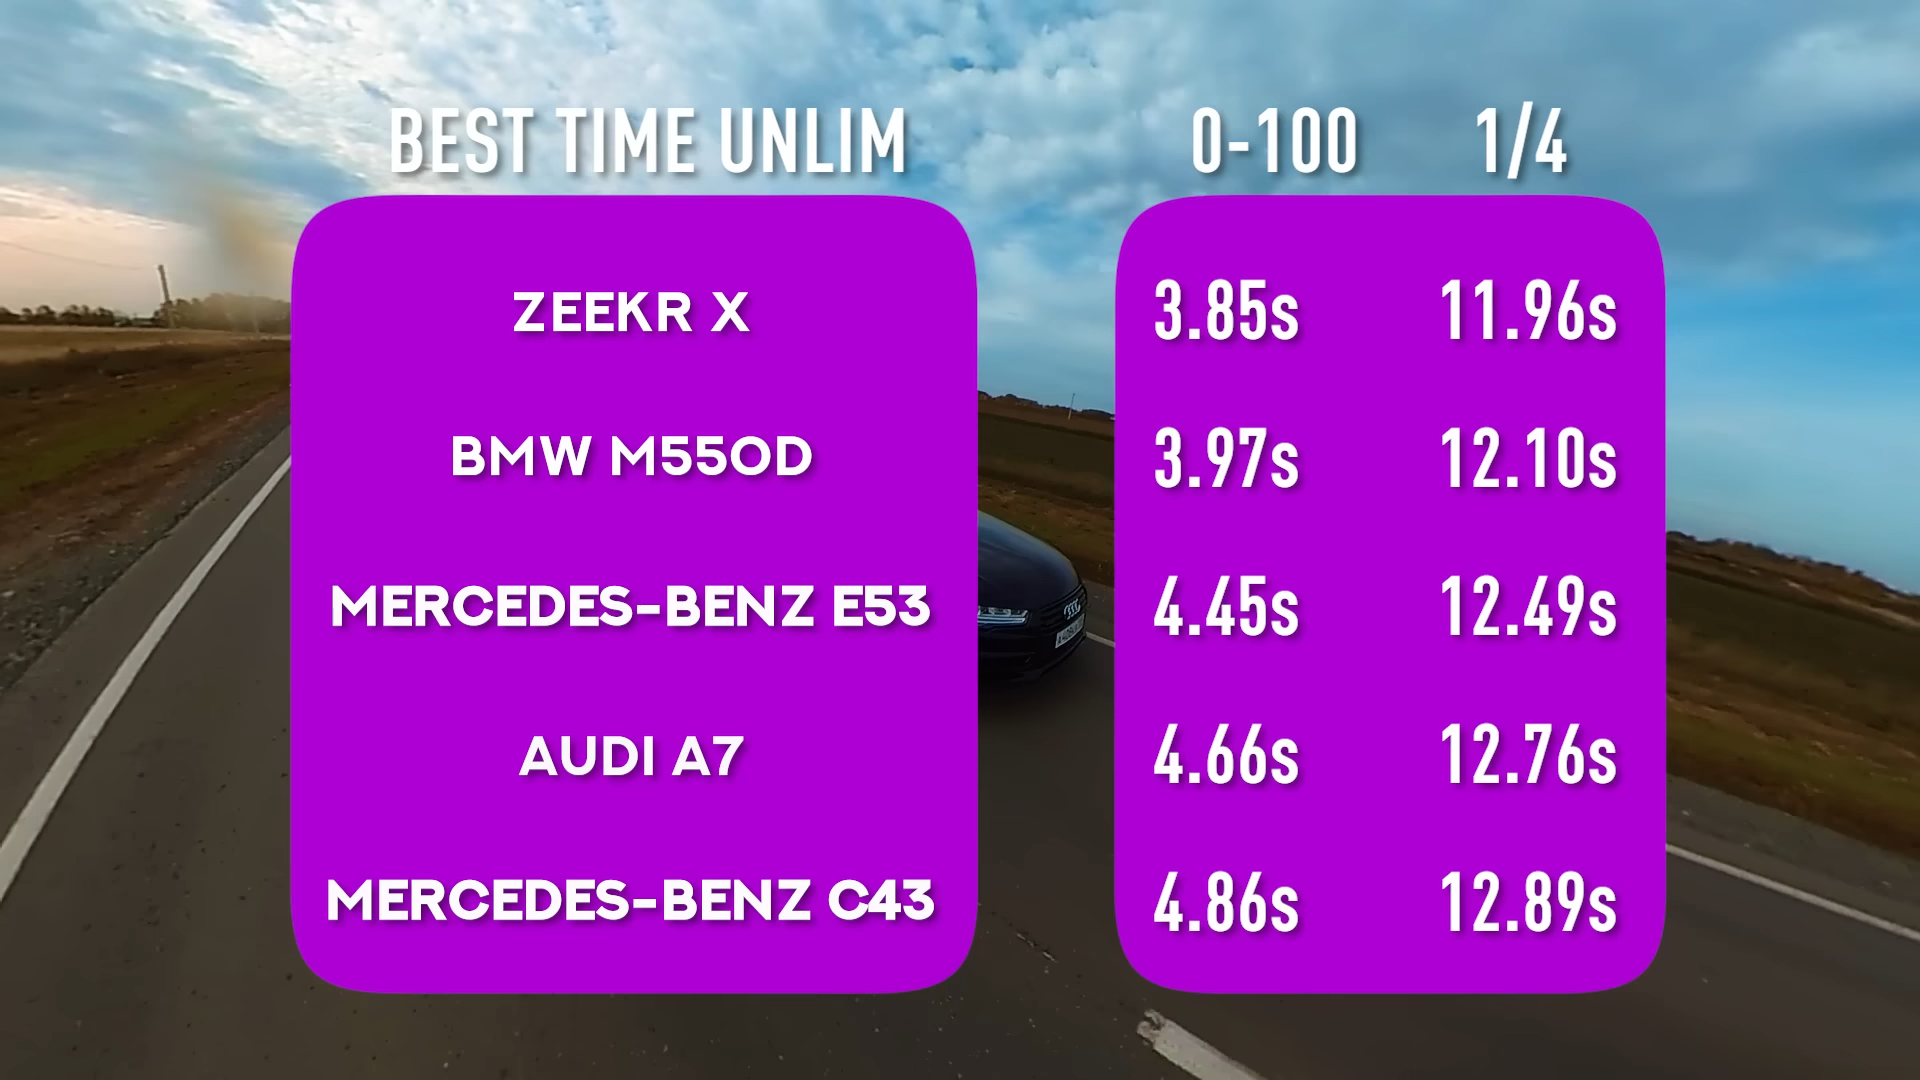 BEST TIME UNLIM 0-100 1/4
ZEEKR X 3.85s 11.96s
BMW M550D 3.97s 12.10s
MERCEDES-BENZ E53 4.45s 12.49s
AUDI A7 4.66s 12.76s
MERCEDES-BENZ C43 4.86s 12.89s